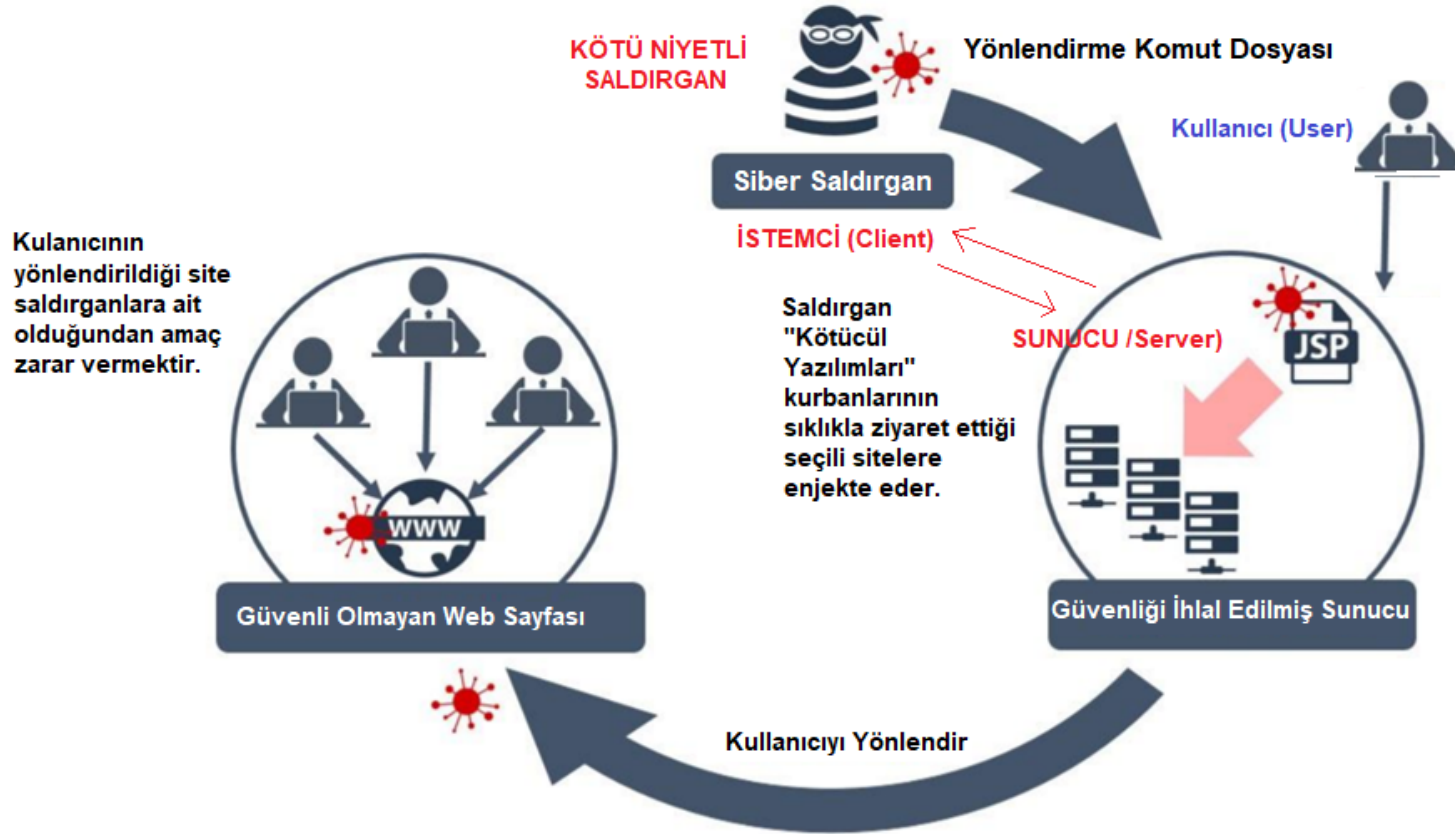 KÖTÜ NİYETLİ
SALDIRGAN
Yönlendirme Komut Dosyası
Kullanıcı (User)
Siber Saldırgan
İSTEMCİ (Client)
Kulanıcının
yönlendirildiği site
saldırganlara ait
olduğundan amaç
zarar vermektir.
Saldırgan
"Kötücül
Yazılımları"
kurbanlarının
sıklıkla ziyaret ettiği
seçili sitelere
enjekte eder.
SUNUCU /Server)
JSP
WWW
Güvenli Olmayan Web Sayfası
Güvenliği İhlal Edilmiş Sunucu
Kullanıcıyı Yönlendir